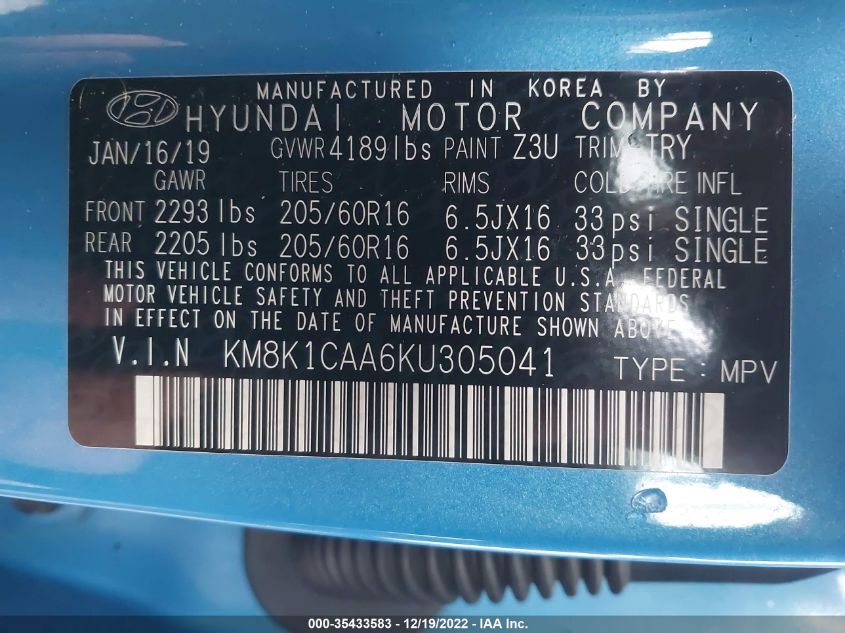 MANUFACTURED IN KOREA BY
HYUNDAI MOTOR COMPANY
JAN/16/19 GVWR 4189lbs PAINT Z3U TRIM TRY
GAWR TIRES RIMS COLD TIRE INFL
FRONT 2293 lbs 205/60R16 6.5JX16 33psi SINGLE
REAR 2205 lbs 205/60R16 6.5JX16 33psi SINGLE
THIS VEHICLE CONFORMS TO ALL APPLICABLE U.S.A. FEDERAL
MOTOR VEHICLE SAFETY AND THEFT PREVENTION STANDARDS
IN EFFECT ON THE DATE OF MANUFACTURE SHOWN ABOVE.
V.I.N KM8K1CAA6KU305041 TYPE : MPV
000-35433583 - 12/19/2022 - IAA Inc.